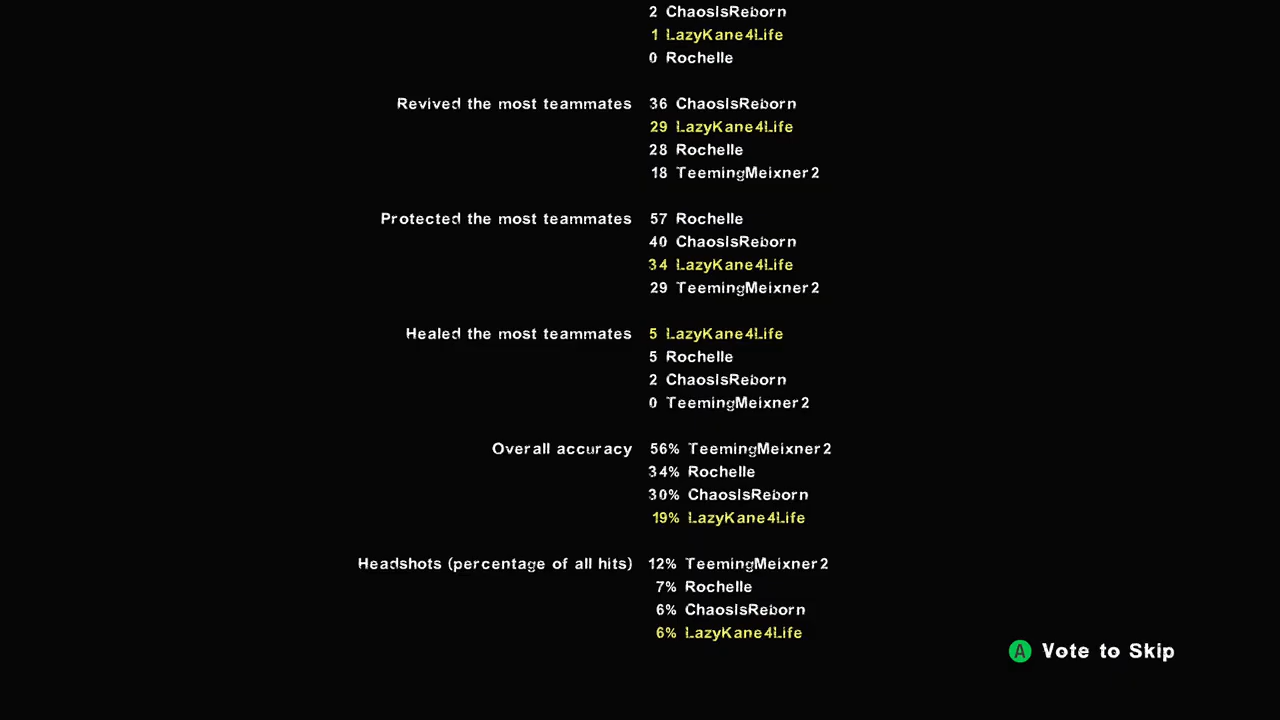 2 ChaosIsReborn
1 LazyKane4Life
0 Rochelle
Revived the most teammates 36 ChaosIsReborn
29 LazyKane4Life
28 Rochelle
18 TeemingMeixner2
Protected the most teammates 57 Rochelle
40 ChaosIsReborn
34 LazyKane4Life
29 TeemingMeixner2
Healed the most teammates 5 LazyKane4Life
5 Rochelle
2 ChaosIsReborn
0 TeemingMeixner2
Overall accuracy 56% TeemingMeixner2
34% Rochelle
30% ChaosIsReborn
19% LazyKane4Life
Headshots (percentage of all hits) 12% TeemingMeixner2
7% Rochelle
6% ChaosIsReborn
6% LazyKane4Life
A Vote to Skip